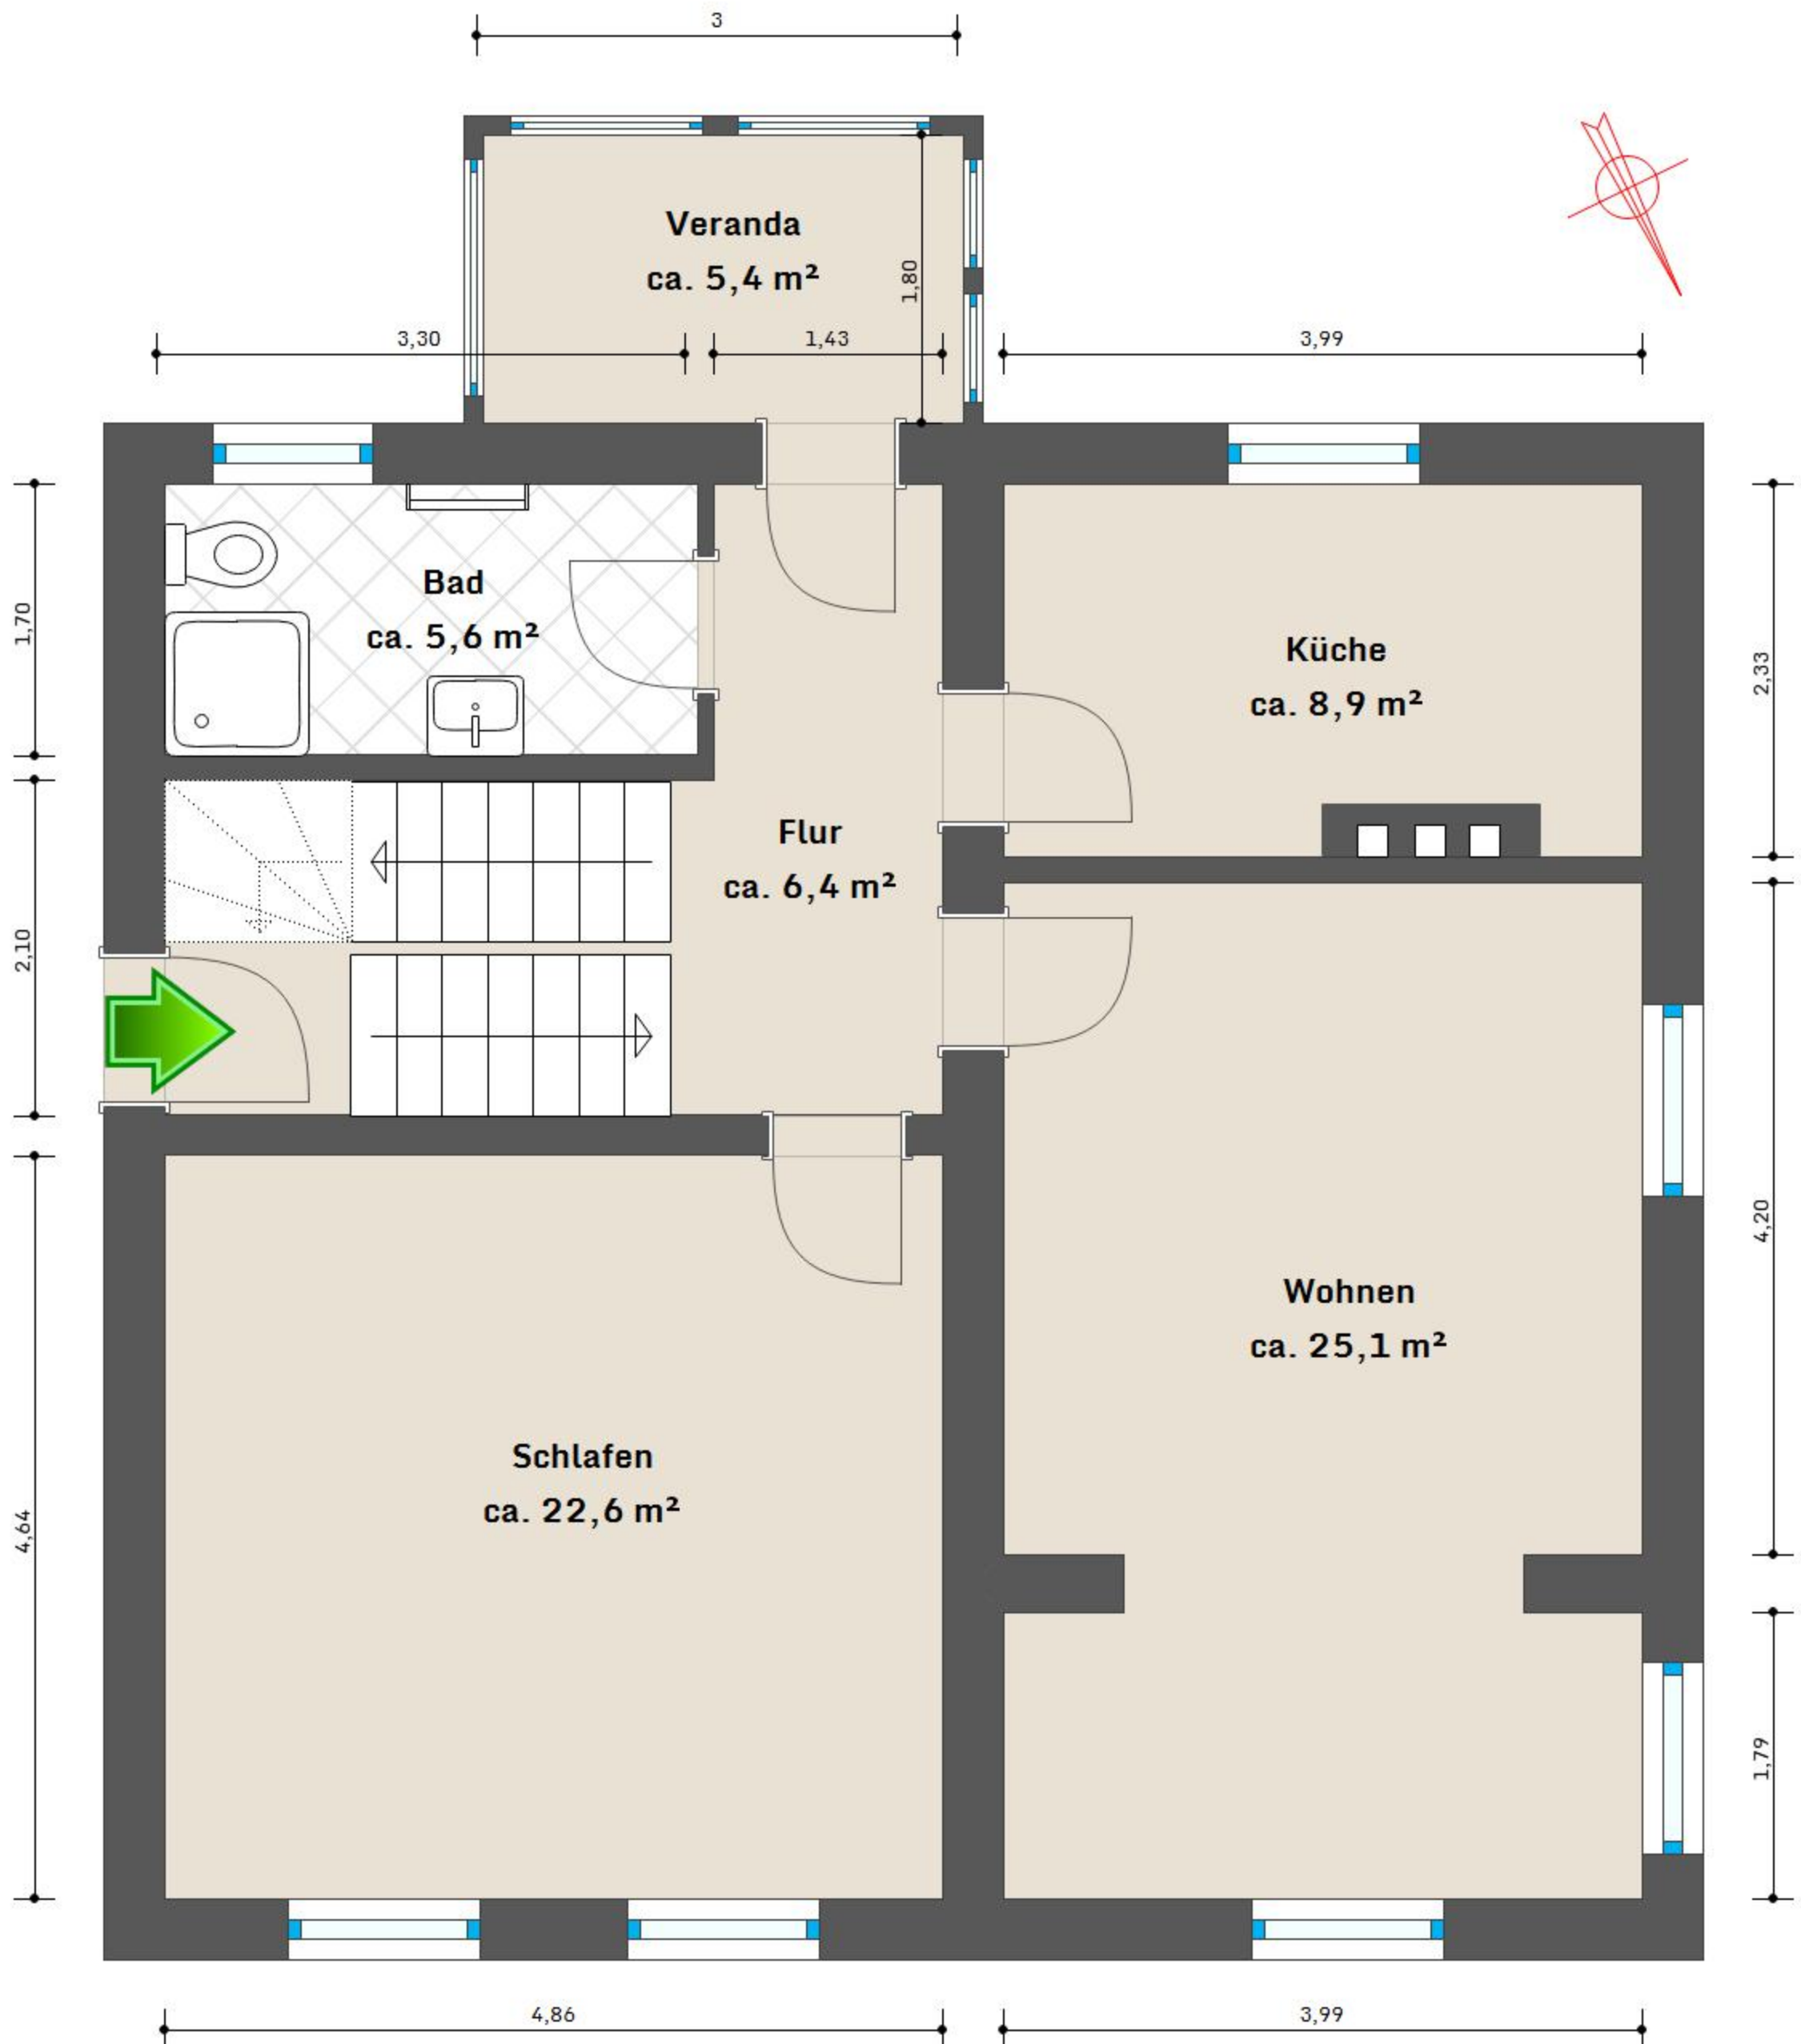 3
Veranda
ca. 5,4 m²
1,80
3,30
1,43
3,99
Bad
ca. 5,6 m²
1,70
Küche
ca. 8,9 m²
2,33
Flur
ca. 6,4 m²
2,10
4,20
Wohnen
ca. 25,1 m²
Schlafen
ca. 22,6 m²
4,64
1,79
4,86
3,99